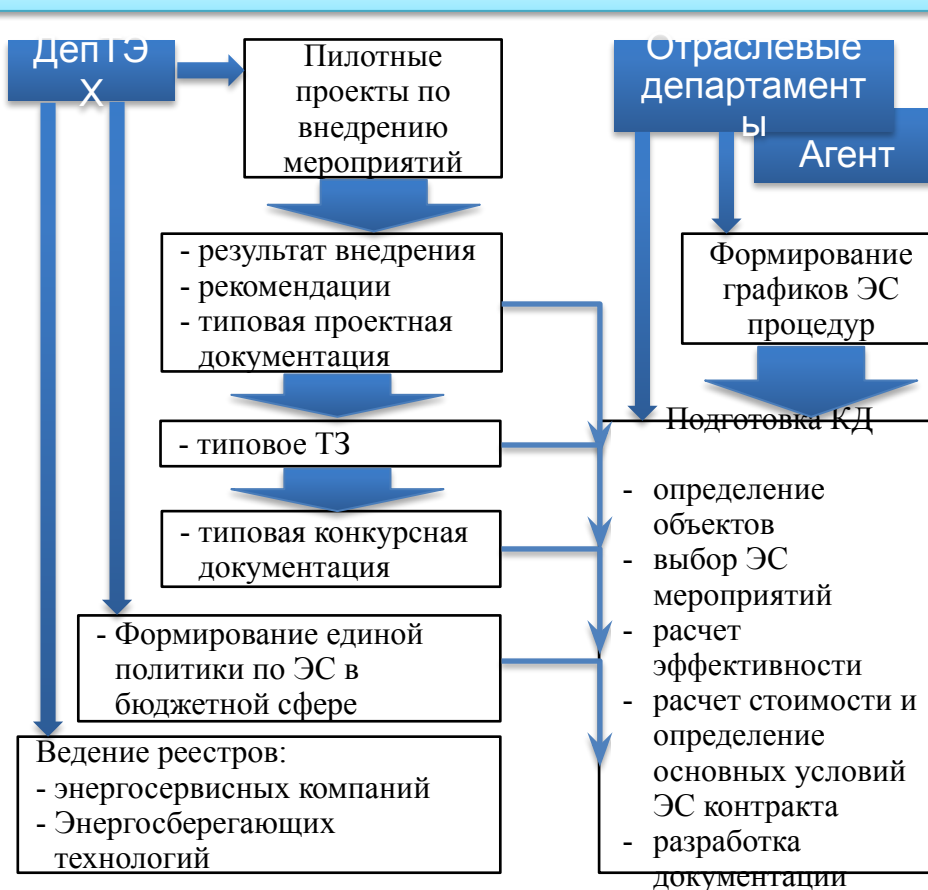 ДепТЭ
Х
Пилотные
проекты по
внедрению
мероприятий
- результат внедрения
- рекомендации
- типовая проектная
документация
- типовое ТЗ
- типовая конкурсная
документация
- Формирование единой
политики по ЭС в
бюджетной сфере
Ведение реестров:
- энергосервисных компаний
- Энергосберегающих
технологий
Отраслевые
департамент
ы
Агент
Формирование
графиков ЭС
процедур
Подготовка КД
- определение
объектов
- выбор ЭС
мероприятий
- расчет
эффективности
- расчет стоимости и
определение
основных условий
ЭС контракта
- разработка
документации